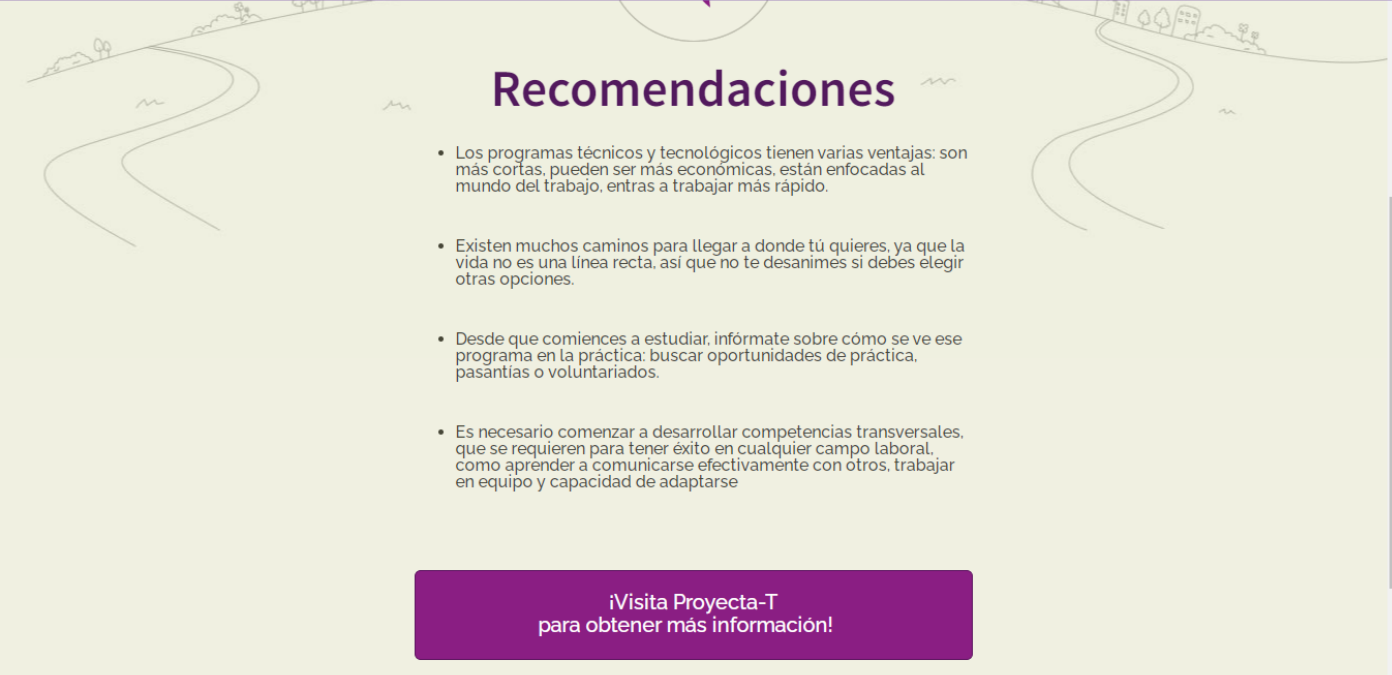 Recomendaciones
• Los programas técnicos y tecnológicos tienen varias ventajas: son
más cortas, pueden ser más económicas, están enfocadas al
mundo del trabajo, entras a trabajar más rápido.
• Existen muchos caminos para llegar a donde tú quieres, ya que la
vida no es una línea recta, así que no te desanimes si debes elegir
otras opciones.
• Desde que comiences a estudiar, infórmate sobre cómo se ve ese
programa en la práctica: buscar oportunidades de práctica,
pasantías o voluntariados.
• Es necesario comenzar a desarrollar competencias transversales,
que se requieren para tener éxito en cualquier campo laboral,
como aprender a comunicarse efectivamente con otros, trabajar
en equipo y capacidad de adaptarse
¡Visita Proyecta-T
para obtener más información!